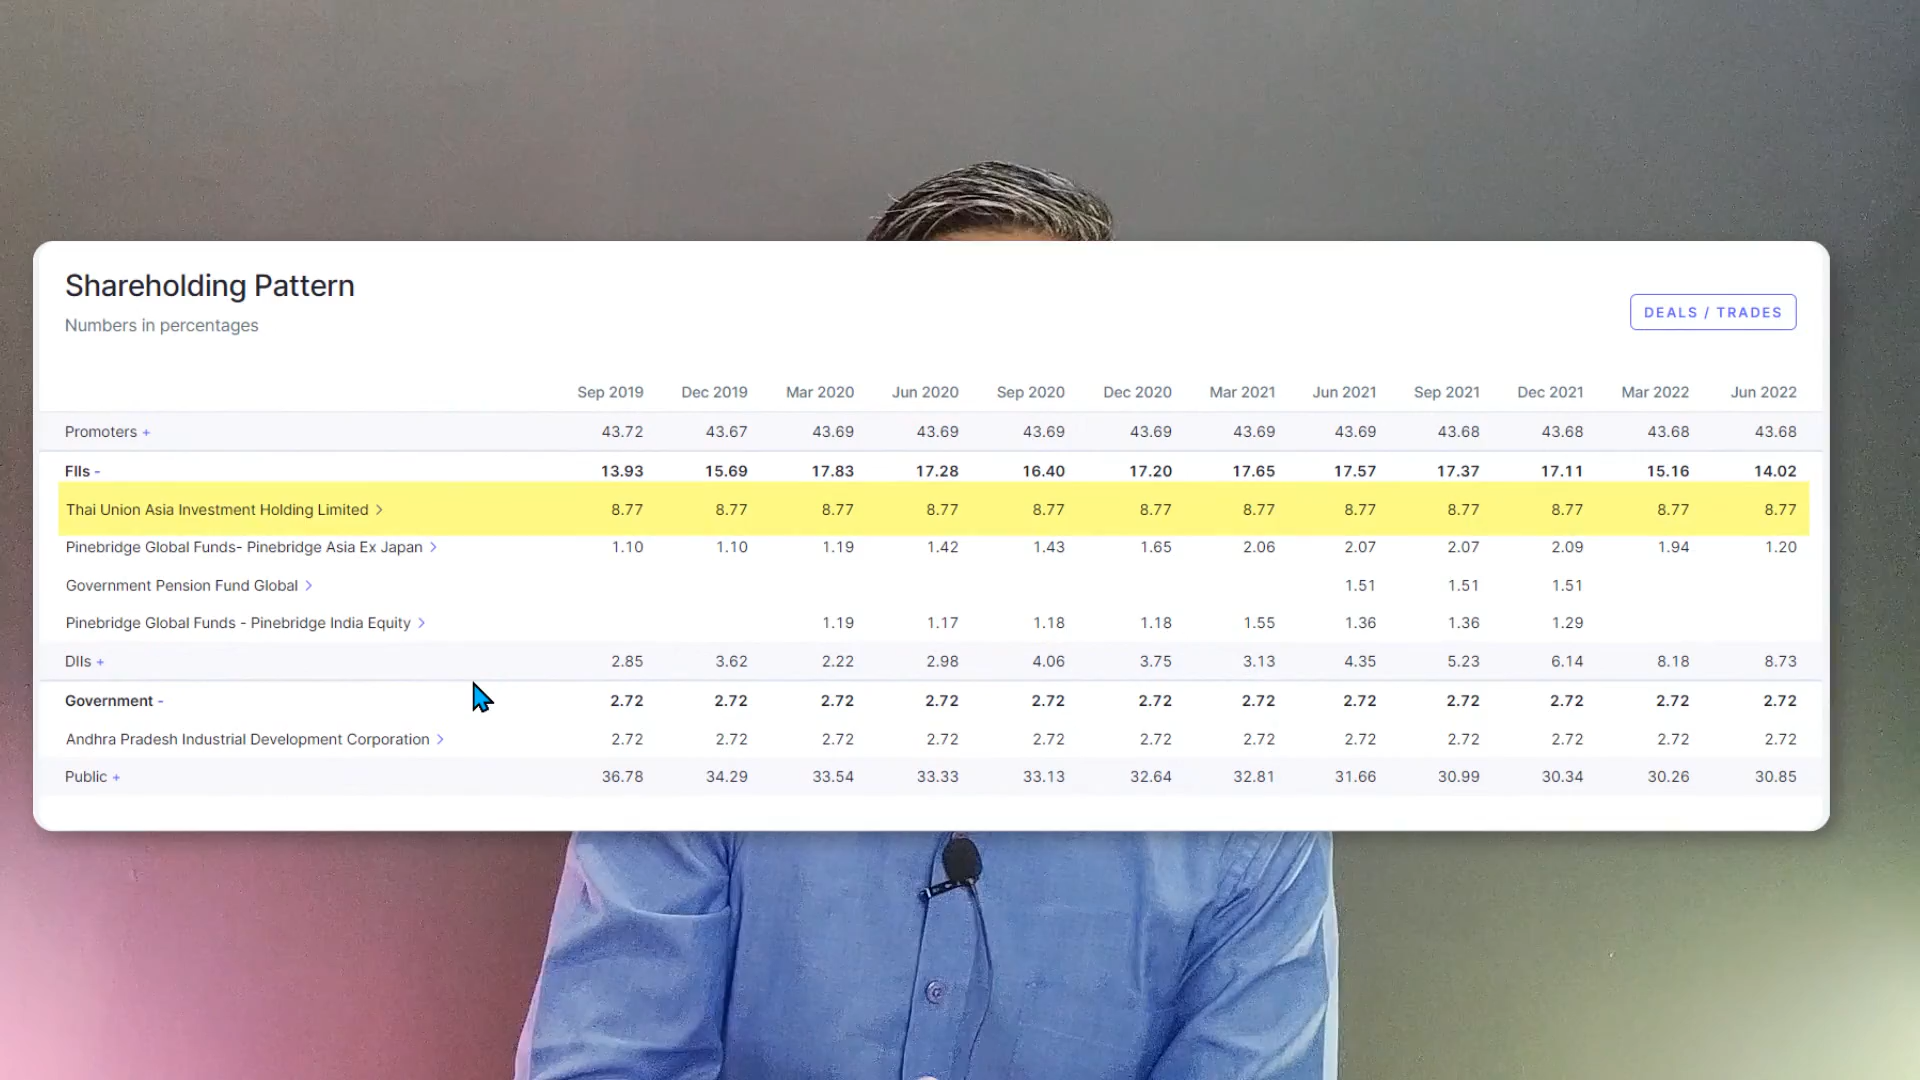 Shareholding Pattern
Numbers in percentages
DEALS / TRADES
Sep 2019 Dec 2019 Mar 2020 Jun 2020 Sep 2020 Dec 2020 Mar 2021 Jun 2021 Sep 2021 Dec 2021 Mar 2022 Jun 2022
Promoters + 43.72 43.67 43.69 43.69 43.69 43.69 43.69 43.69 43.68 43.68 43.68 43.68
FIIs - 13.93 15.69 17.83 17.28 16.40 17.20 17.65 17.57 17.37 17.11 15.16 14.02
Thai Union Asia Investment Holding Limited > 8.77 8.77 8.77 8.77 8.77 8.77 8.77 8.77 8.77 8.77 8.77 8.77
Pinebridge Global Funds- Pinebridge Asia Ex Japan > 1.10 1.10 1.19 1.42 1.43 1.65 2.06 2.07 2.07 2.09 1.94 1.20
Government Pension Fund Global > 1.51 1.51 1.51
Pinebridge Global Funds - Pinebridge India Equity > 1.19 1.17 1.18 1.18 1.55 1.36 1.36 1.29
DIIs + 2.85 3.62 2.22 2.98 4.06 3.75 3.13 4.35 5.23 6.14 8.18 8.73
Government - 2.72 2.72 2.72 2.72 2.72 2.72 2.72 2.72 2.72 2.72 2.72 2.72
Andhra Pradesh Industrial Development Corporation > 2.72 2.72 2.72 2.72 2.72 2.72 2.72 2.72 2.72 2.72 2.72 2.72
Public + 36.78 34.29 33.54 33.33 33.13 32.64 32.81 31.66 30.99 30.34 30.26 30.85